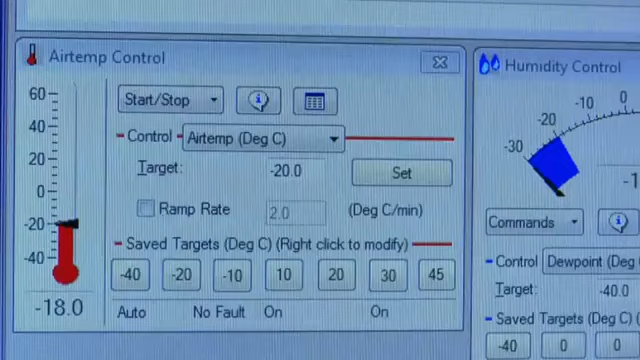 Airtemp Control
Humidity Control
60
40
20
0
-20
-40
-18.0
Start/Stop
Control Airtemp (Deg C)
Target: -20.0 Set
Ramp Rate 2.0 (Deg C/min)
Saved Targets (Deg C) (Right click to modify)
-40 -20 -10 10 20 30 45
Auto No Fault On On
-30 -20 -10 0
Commands
Control Dewpoint (Deg
Target: -40.0
Saved Targets (Deg C) (
-40 0 0